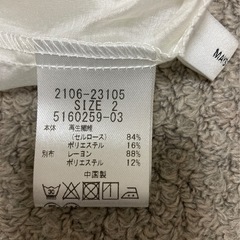 2106-23105
SIZE 2
5160259-03
本体 再生繊維
(セルロース) 84%
ポリエステル 16%
別布 レーヨン 88%
ポリエステル 12%
中国製